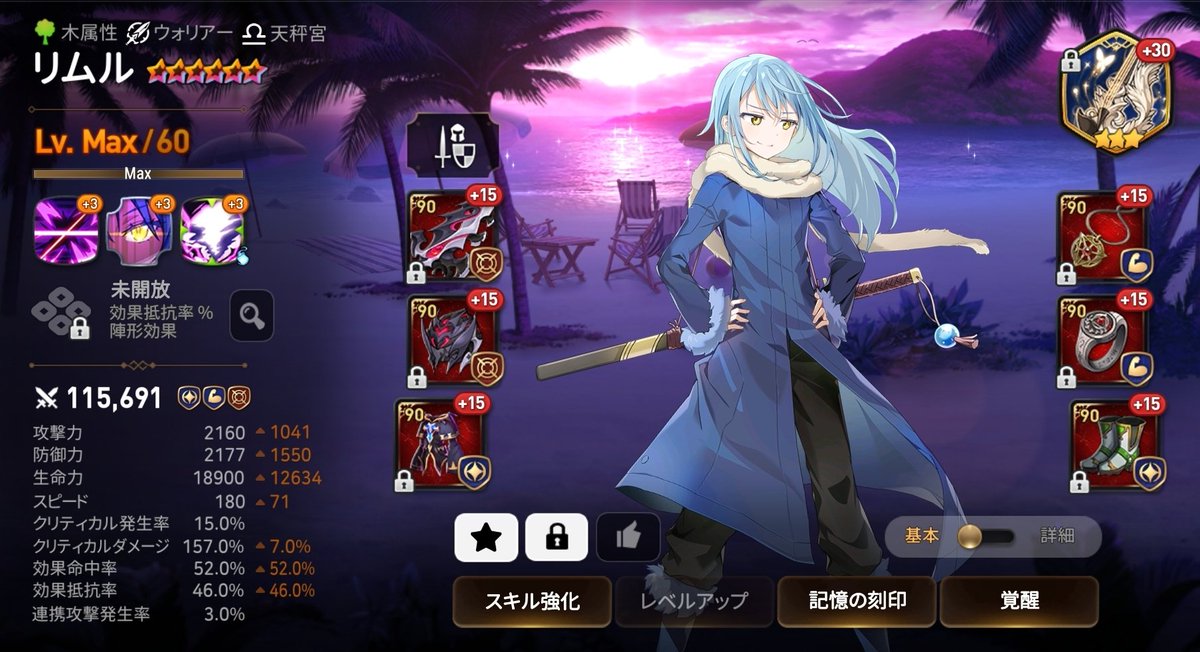 木属性 ウォリアー 天秤宮
リムル
Lv. Max/60
Max
+3 +3 +3
未開放
効果抵抗率 %
陣形効果
115,691
攻撃力 2160 1041
防御力 2177 1550
生命力 18900 12634
スピード 180 71
クリティカル発生率 15.0%
クリティカルダメージ 157.0% 7.0%
効果命中率 52.0% 52.0%
効果抵抗率 46.0% 46.0%
連携攻撃発生率 3.0%
90 +15
90 +15
90 +15
+30
90 +15
90 +15
90 +15
基本 詳細
スキル強化 レベルアップ 記憶の刻印 覚醒